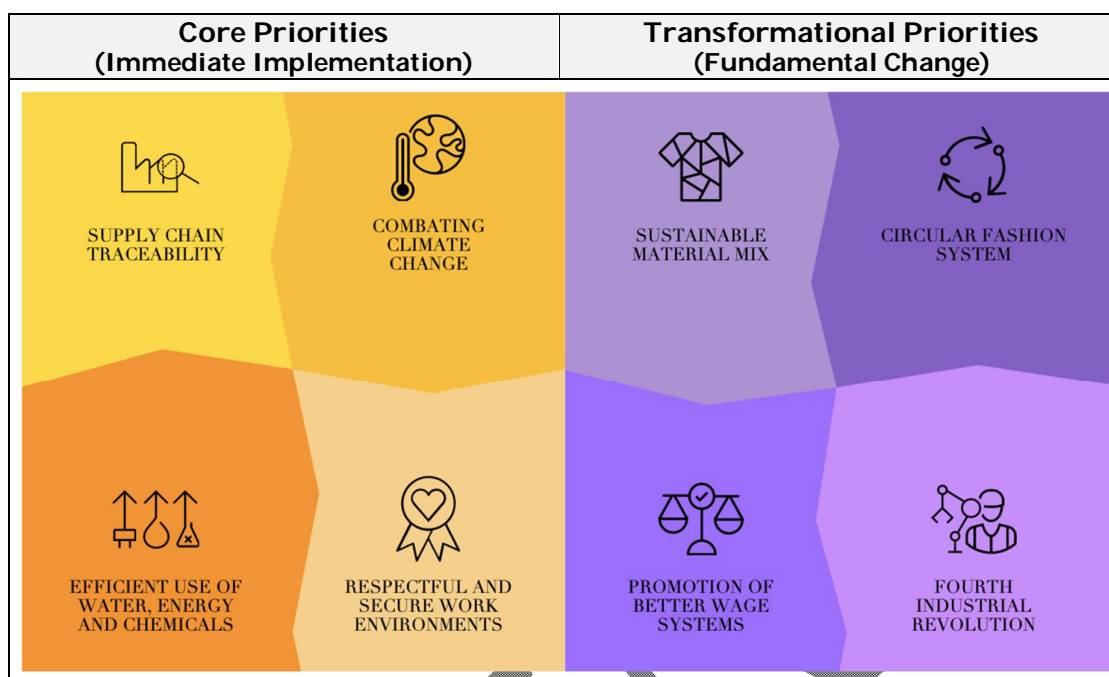 Core Priorities
(Immediate Implementation)
Transformational Priorities
(Fundamental Change)
SUPPLY CHAIN
TRACEABILITY
COMBATING
CLIMATE
CHANGE
SUSTAINABLE
MATERIAL MIX
CIRCULAR FASHION
SYSTEM
EFFICIENT USE OF
WATER, ENERGY
AND CHEMICALS
RESPECTFUL AND
SECURE WORK
ENVIRONMENTS
PROMOTION OF
BETTER WAGE
SYSTEMS
FOURTH
INDUSTRIAL
REVOLUTION